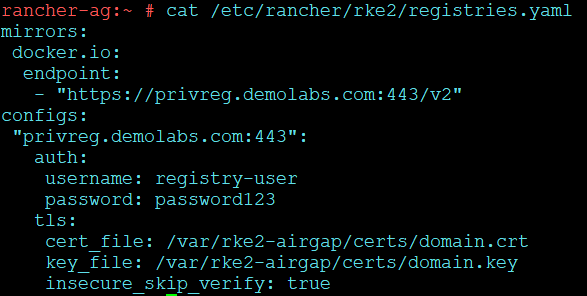 rancher-ag:~ # cat /etc/rancher/rke2/registries.yaml
mirrors:
 docker.io:
  endpoint:
   - "https://privreg.demolabs.com:443/v2"
configs:
 "privreg.demolabs.com:443":
   auth:
    username: registry-user
    password: password123
   tls:
    cert_file: /var/rke2-airgap/certs/domain.crt
    key_file: /var/rke2-airgap/certs/domain.key
    insecure_skip_verify: true